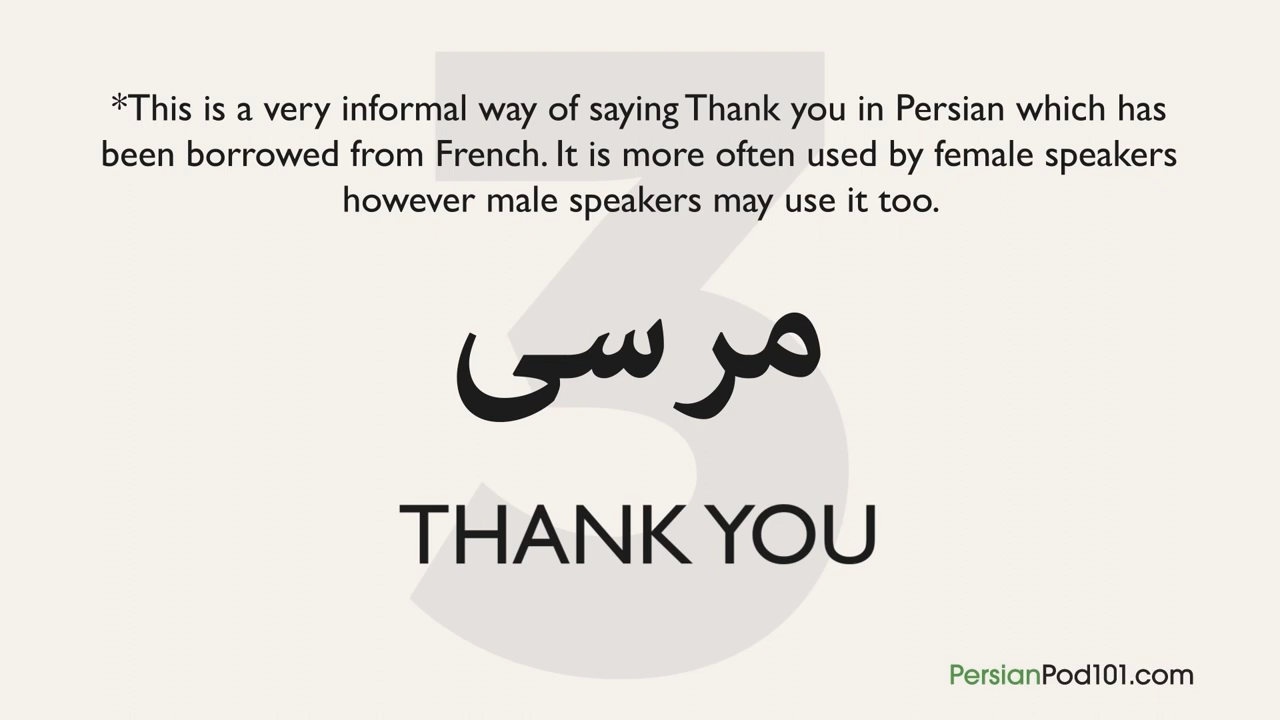 *This is a very informal way of saying Thank you in Persian which has
been borrowed from French. It is more often used by female speakers
however male speakers may use it too.
3
مرسی
THANK YOU
PersianPod101.com